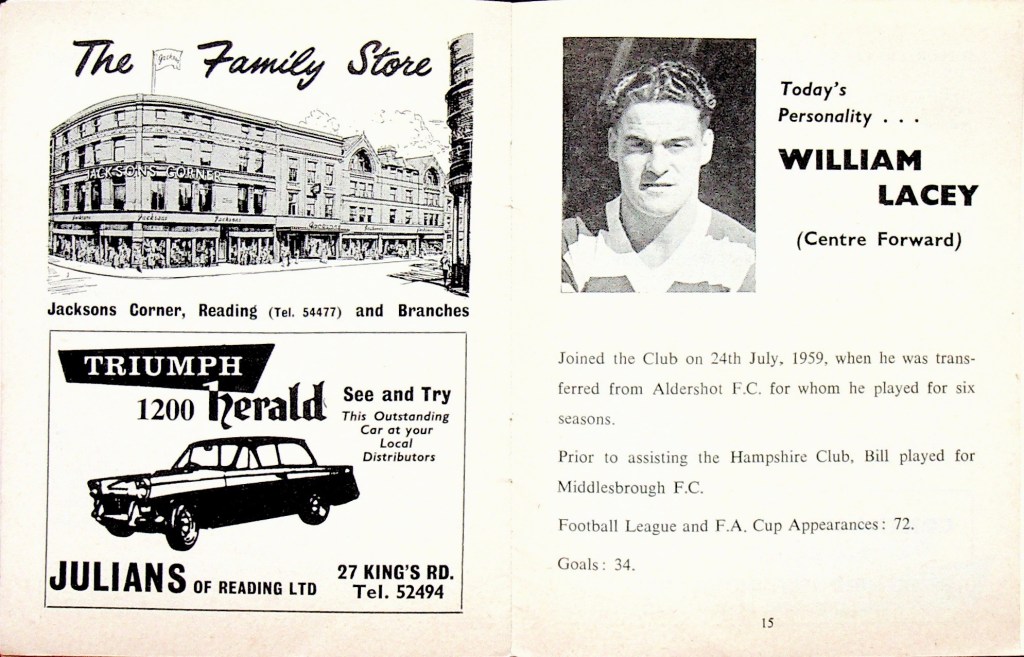 The Family Store
Jacksons
JACKSONS CORNER
Jacksons Jacksons Jacksons
Jacksons Corner, Reading (Tel. 54477) and Branches
TRIUMPH
1200 herald
See and Try
This Outstanding
Car at your
Local
Distributors
JULIANS OF READING LTD
27 KING'S RD.
Tel. 52494
Today's
Personality . . .
WILLIAM
LACEY
(Centre Forward)
Joined the Club on 24th July, 1959, when he was trans-
ferred from Aldershot F.C. for whom he played for six
seasons.
Prior to assisting the Hampshire Club, Bill played for
Middlesbrough F.C.
Football League and F.A. Cup Appearances: 72.
Goals: 34.
15